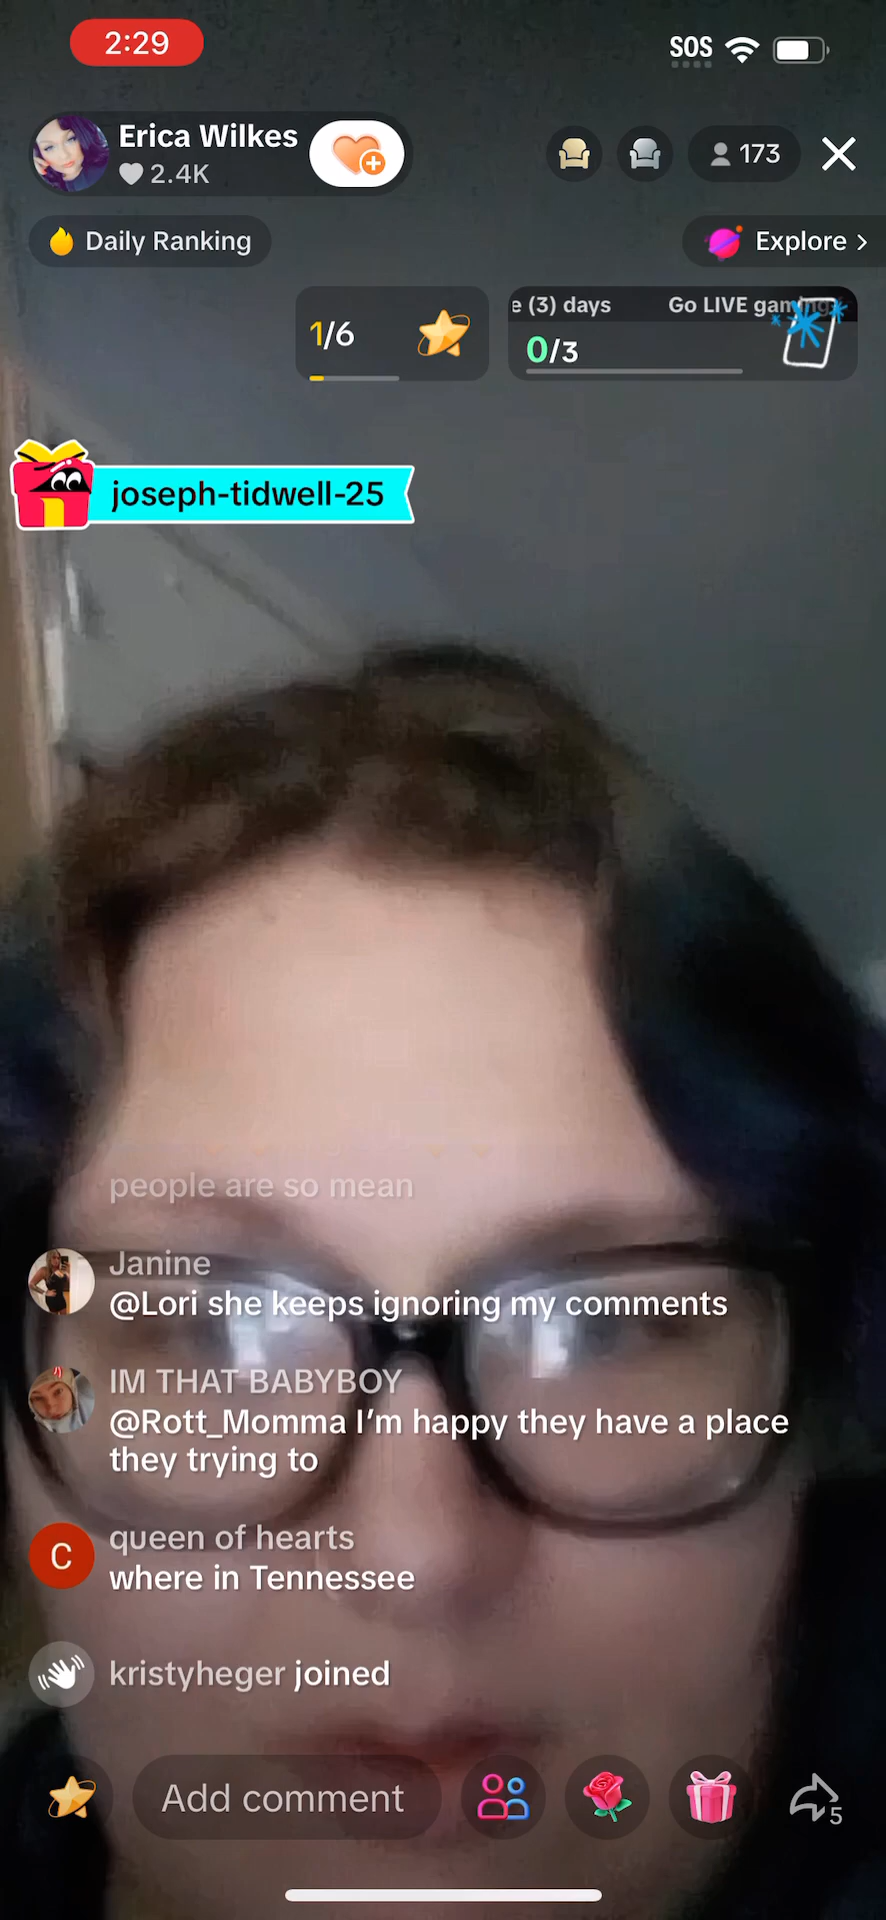 2:29
SOS
Erica Wilkes
2.4K
173
Daily Ranking
Explore >
1/6
e (3) days Go LIVE gaming
0/3
joseph-tidwell-25
people are so mean
Janine
@Lori she keeps ignoring my comments
IM THAT BABYBOY
@Rott_Momma I’m happy they have a place
they trying to
C
queen of hearts
where in Tennessee
kristyheger joined
Add comment
5